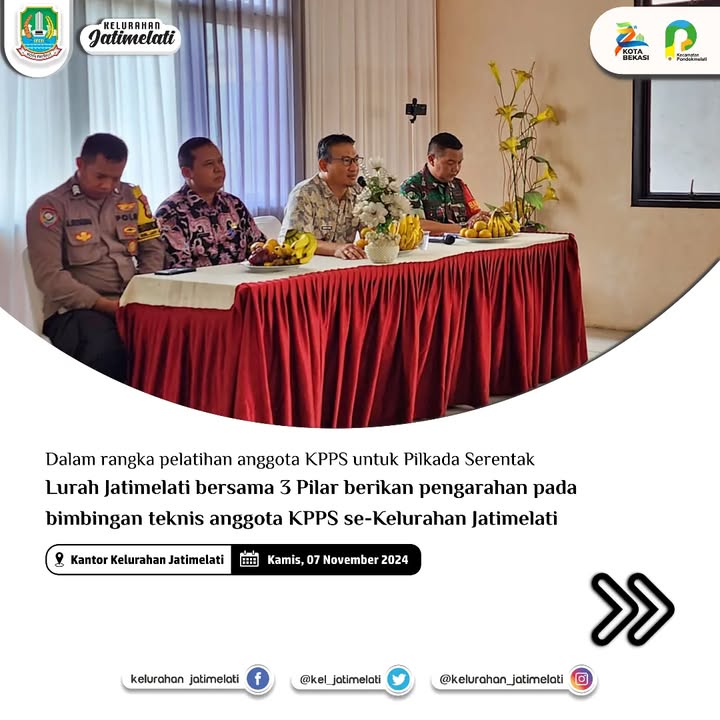 KELURAHAN
Jatimelati
KOTA
BEKASI
Kecamatan
Pondokmelati
Dalam rangka pelatihan anggota KPPS untuk Pilkada Serentak
Lurah Jatimelati bersama 3 Pilar berikan pengarahan pada
bimbingan teknis anggota KPPS se-Kelurahan Jatimelati
Kantor Kelurahan Jatimelati
Kamis, 07 November 2024
kelurahan jatimelati
@kel_jatimelati
@kelurahan_jatimelati